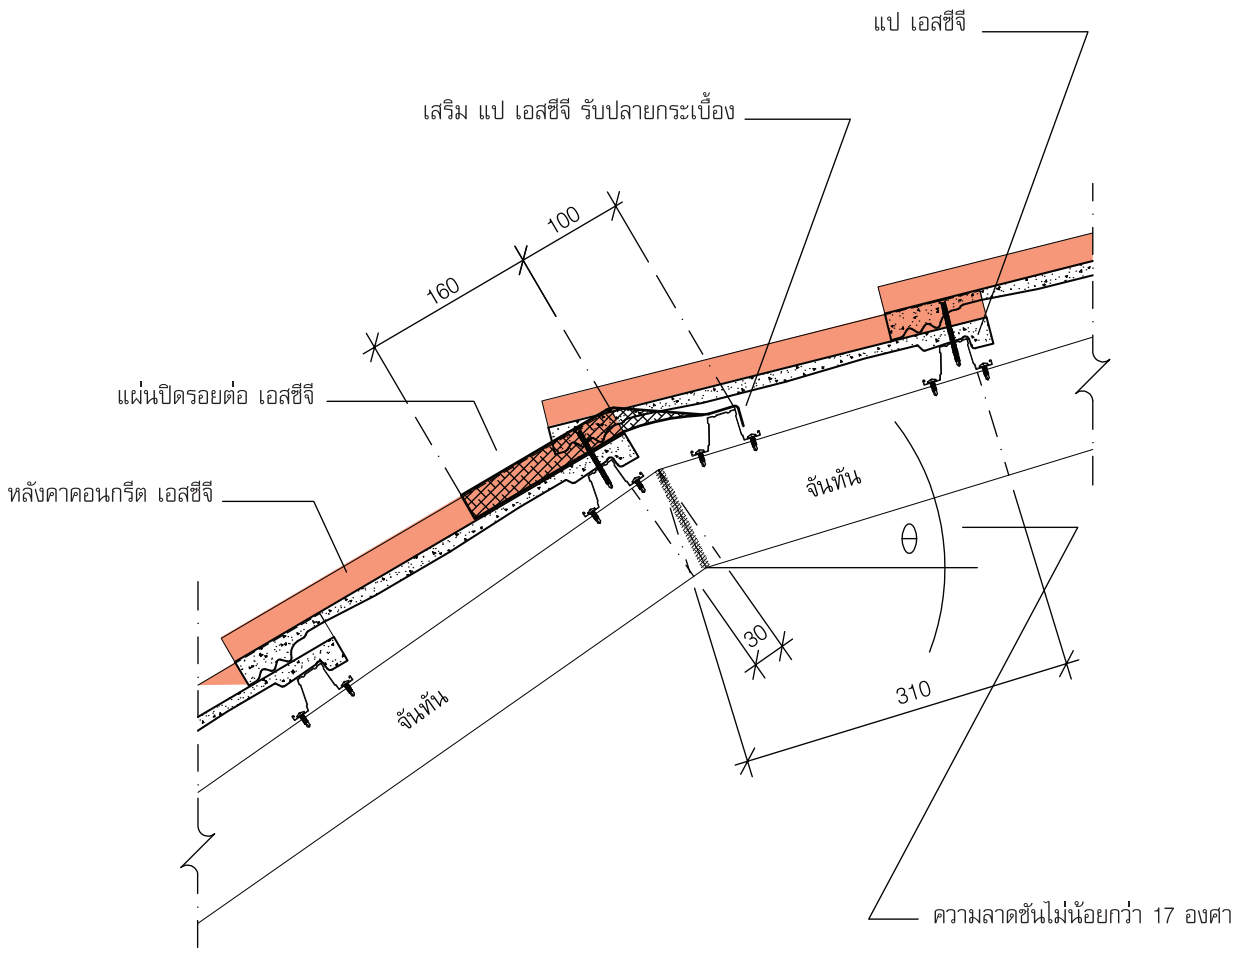 แป เอสซีจี
เสริม แป เอสซีจี รับปลายกระเบื้อง
100
160
แผ่นปิดรอยต่อ เอสซีจี
หลังคาคอนกรีต เอสซีจี
จันทัน
θ
30
310
จันทัน
ความลาดชันไม่น้อยกว่า 17 องศา